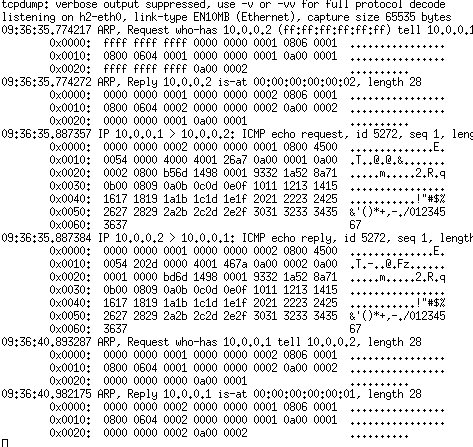 tcpdump: verbose output suppressed, use -v or -vv for full protocol decode
listening on h2-eth0, link-type EN10MB (Ethernet), capture size 65535 bytes
09:36:35.774217 ARP, Request who-has 10.0.0.2 (ff:ff:ff:ff:ff:ff) tell 10.0.0.1
0x0000: ffff ffff ffff 0000 0000 0001 0806 0001 ................
0x0010: 0800 0604 0001 0000 0000 0001 0a00 0001 ................
0x0020: ffff ffff ffff 0a00 0002 ..........
09:36:35.774272 ARP, Reply 10.0.0.2 is-at 00:00:00:00:00:02, length 28
0x0000: 0000 0000 0001 0000 0000 0002 0806 0001 ................
0x0010: 0800 0604 0002 0000 0000 0002 0a00 0002 ................
0x0020: 0000 0000 0001 0a00 0001 ..........
09:36:35.887357 IP 10.0.0.1 > 10.0.0.2: ICMP echo request, id 5272, seq 1, leng
0x0000: 0000 0000 0002 0000 0000 0001 0800 4500 ..............E.
0x0010: 0054 0000 4000 4001 26a7 0a00 0001 0a00 .T..@.@.&.......
0x0020: 0002 0800 b56d 1498 0001 9332 1a52 8a71 .....m.....2.R.q
0x0030: 0b00 0809 0a0b 0c0d 0e0f 1011 1213 1415 ................
0x0040: 1617 1819 1a1b 1c1d 1e1f 2021 2223 2425 ...........!"#$%
0x0050: 2627 2829 2a2b 2c2d 2e2f 3031 3233 3435 &'()*+,-./012345
0x0060: 3637 67
09:36:35.887384 IP 10.0.0.2 > 10.0.0.1: ICMP echo reply, id 5272, seq 1, length
0x0000: 0000 0000 0001 0000 0000 0002 0800 4500 ..............E.
0x0010: 0054 202d 0000 4001 467a 0a00 0002 0a00 .T.-..@.Fz......
0x0020: 0001 0000 bd6d 1498 0001 9332 1a52 8a71 .....m.....2.R.q
0x0030: 0b00 0809 0a0b 0c0d 0e0f 1011 1213 1415 ................
0x0040: 1617 1819 1a1b 1c1d 1e1f 2021 2223 2425 ...........!"#$%
0x0050: 2627 2829 2a2b 2c2d 2e2f 3031 3233 3435 &'()*+,-./012345
0x0060: 3637 67
09:36:40.893287 ARP, Request who-has 10.0.0.1 tell 10.0.0.2, length 28
0x0000: 0000 0000 0001 0000 0000 0002 0806 0001 ................
0x0010: 0800 0604 0001 0000 0000 0002 0a00 0002 ................
0x0020: 0000 0000 0000 0a00 0001 ..........
09:36:40.982175 ARP, Reply 10.0.0.1 is-at 00:00:00:00:00:01, length 28
0x0000: 0000 0000 0002 0000 0000 0001 0806 0001 ................
0x0010: 0800 0604 0002 0000 0000 0001 0a00 0001 ................
0x0020: 0000 0000 0002 0a00 0002 ..........